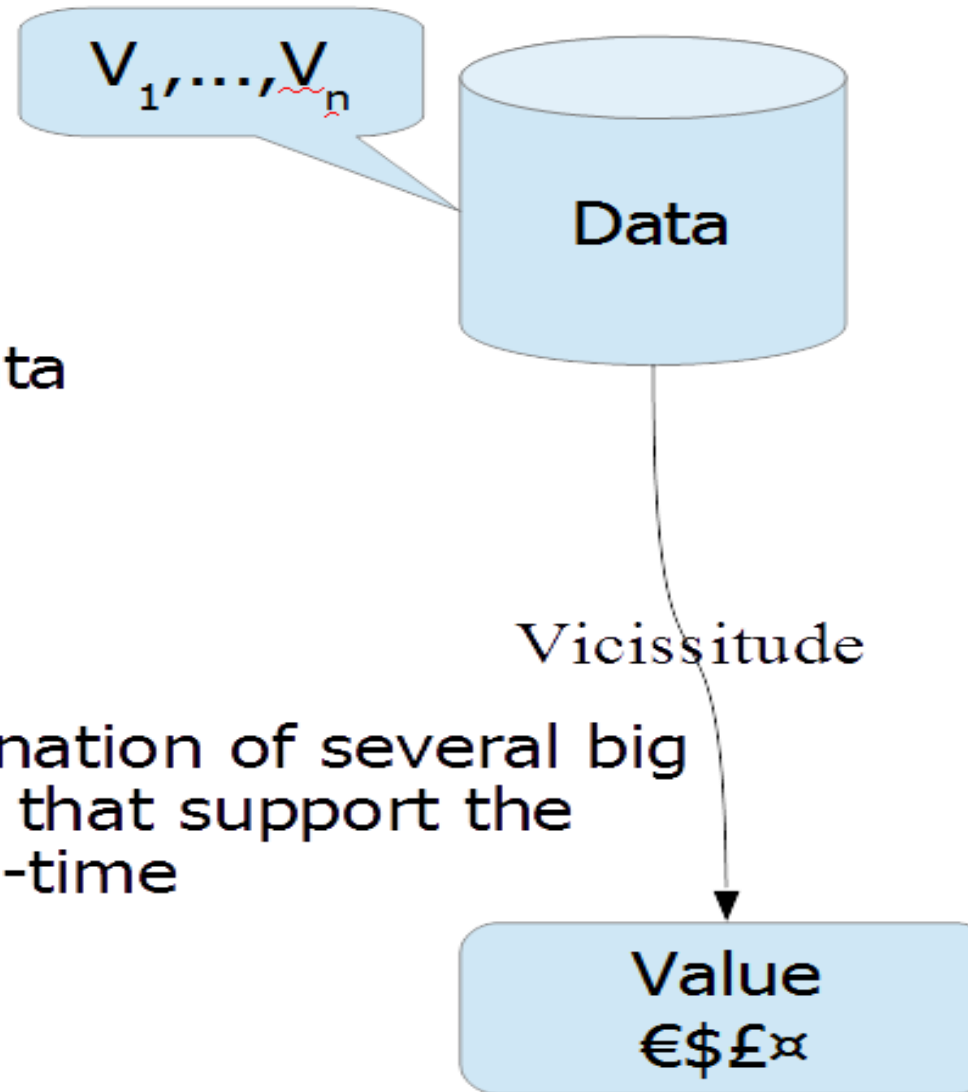 V₁,...,Vₙ
Data
ta
Vicissitude
nation of several big
that support the
-time
Value
€$£¤